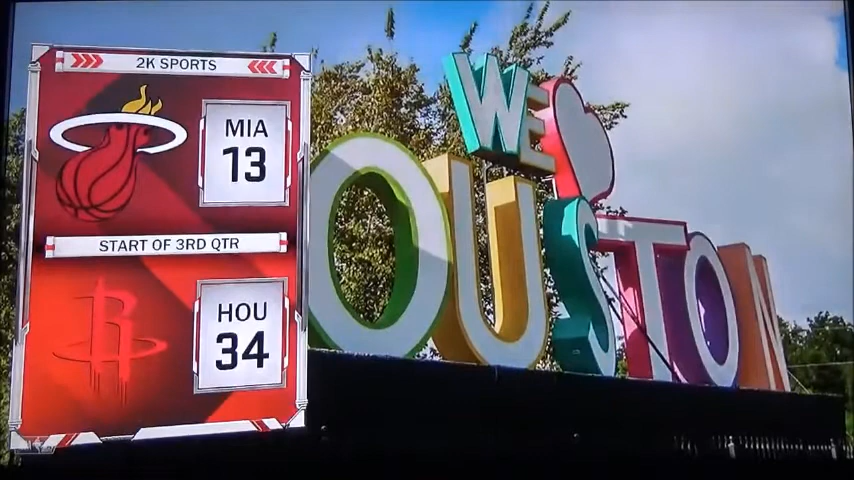 2K SPORTS
MIA
13
START OF 3RD QTR
HOU
34
WE
OUSTON